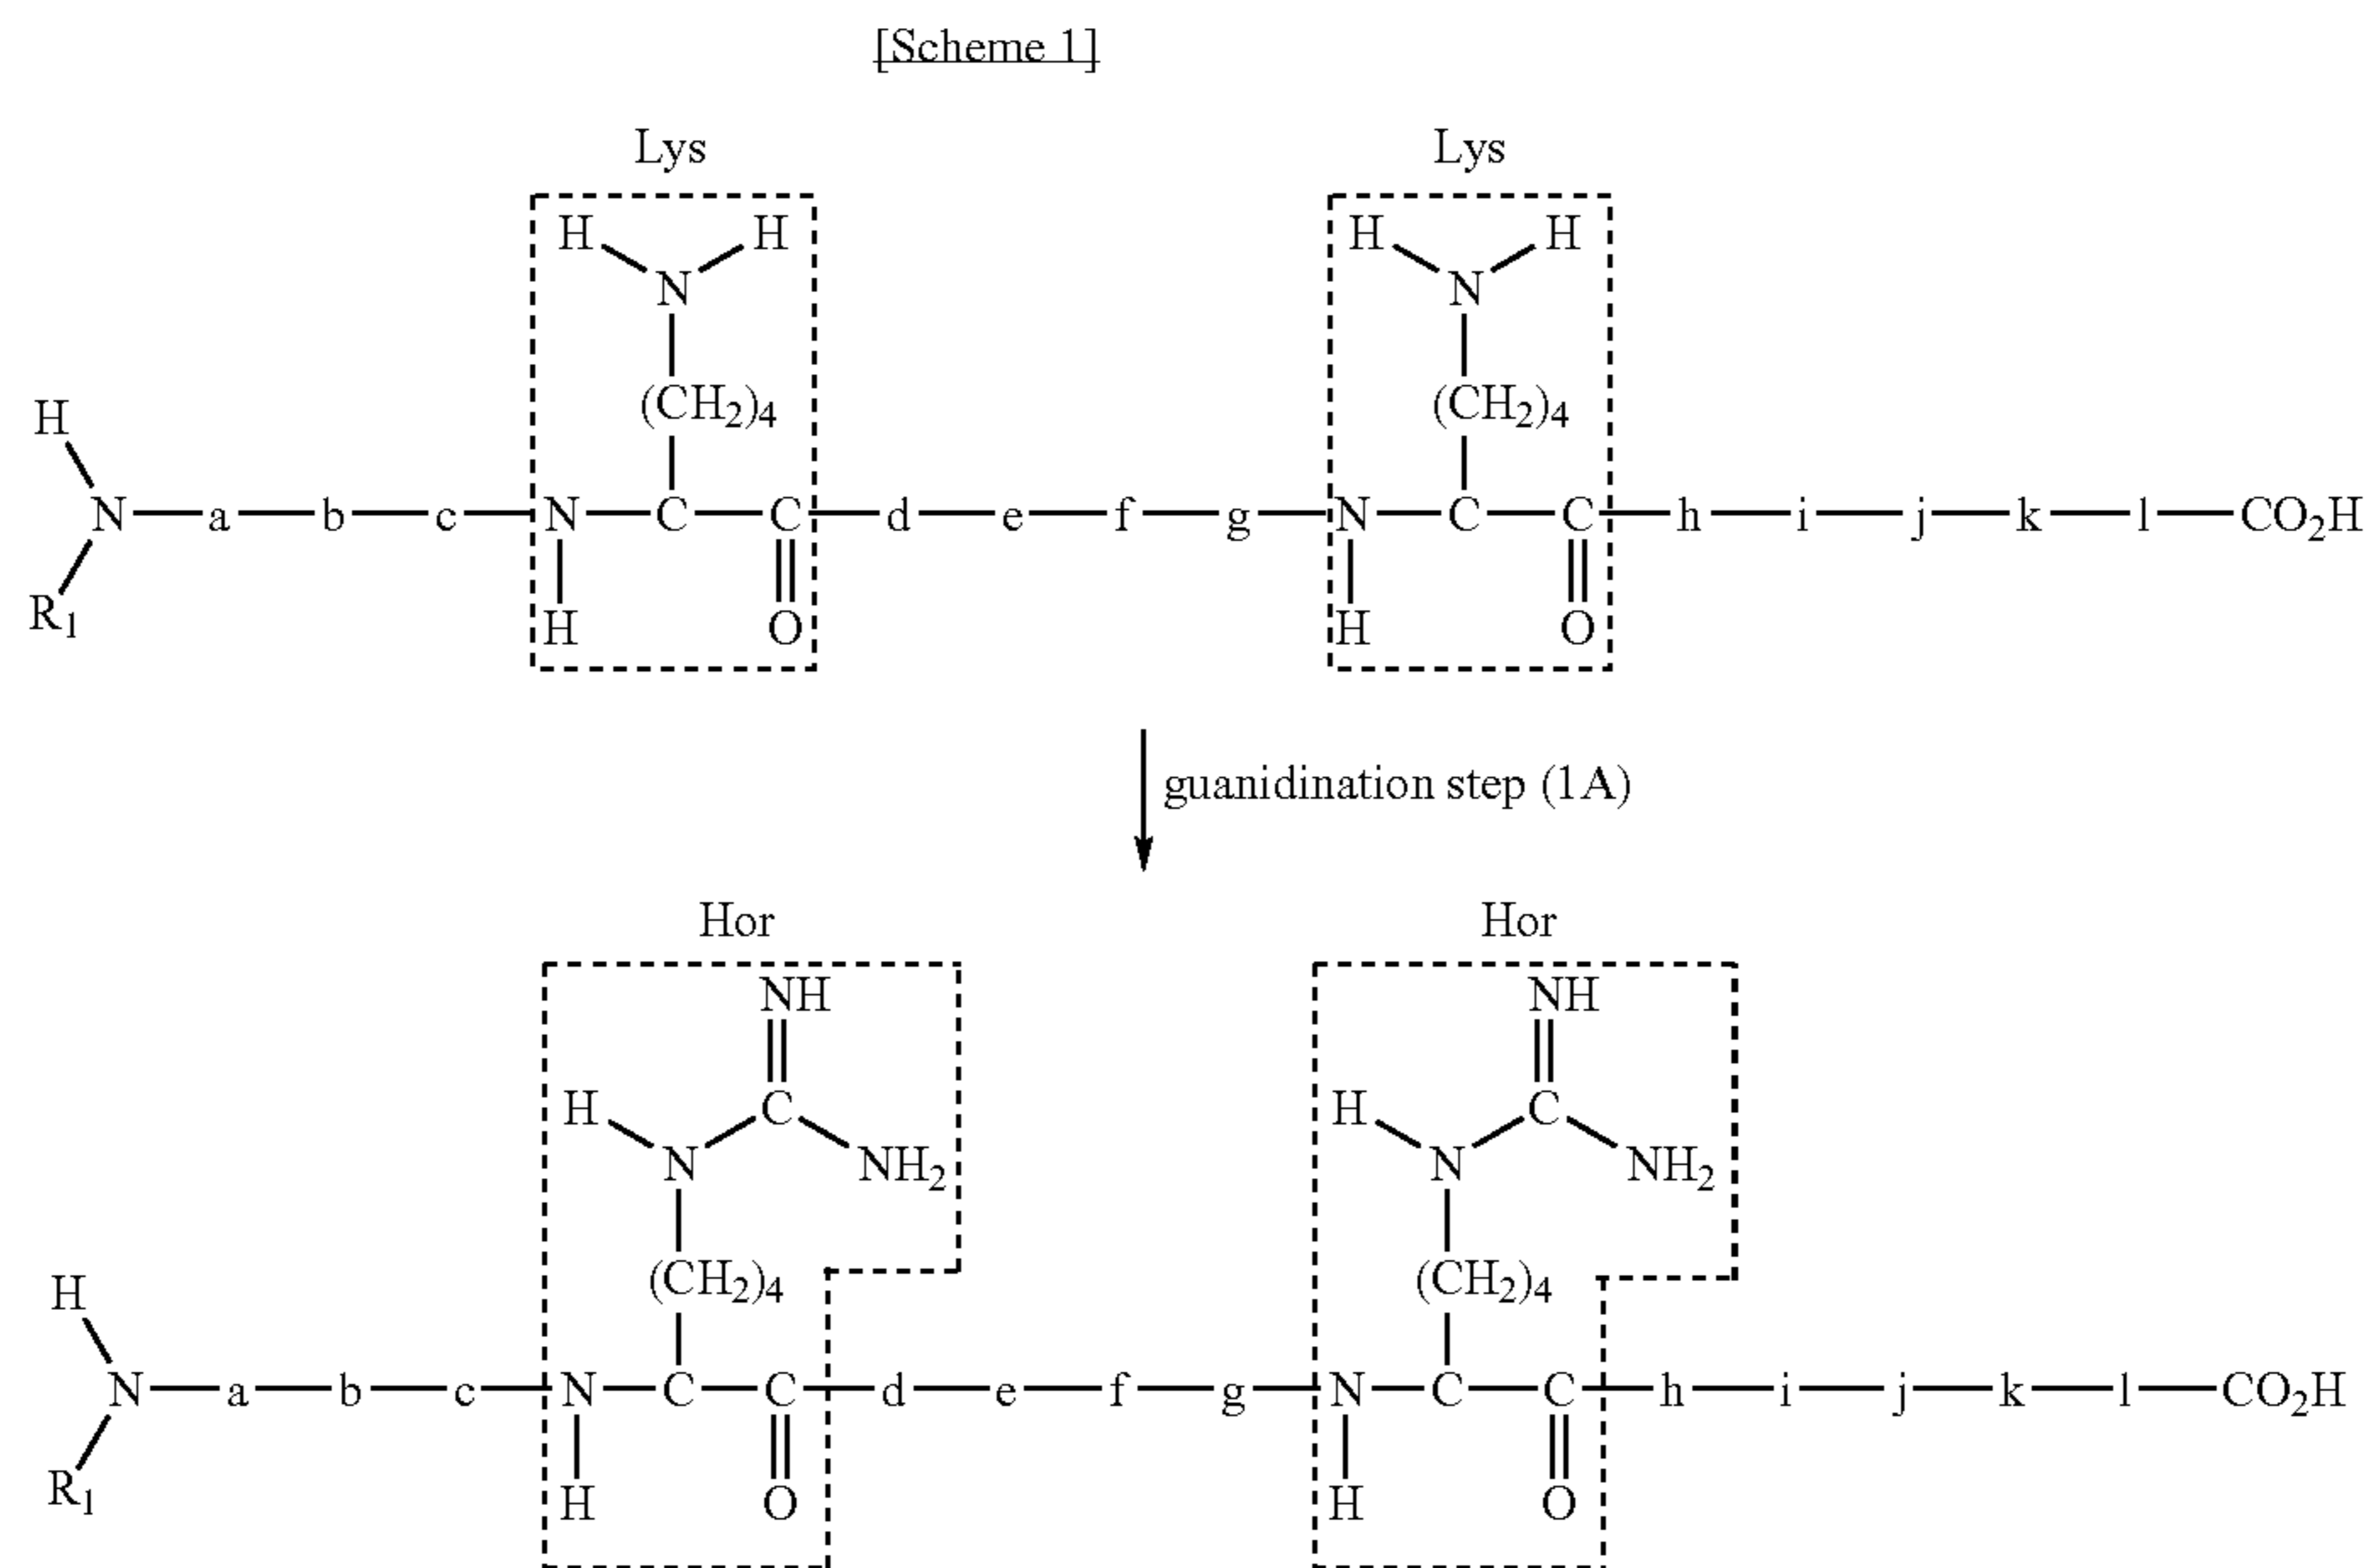 [Scheme 1]
Lys Lys
H H H H
N N
(CH2)4 (CH2)4
H
N a b c N C C d e f g N C C h i j k l CO2H
R1 H O H O
guanidination step (1A)
Hor Hor
NH NH
H C H C
N NH2 N NH2
(CH2)4 (CH2)4
H
N a b c N C C d e f g N C C h i j k l CO2H
R1 H O H O